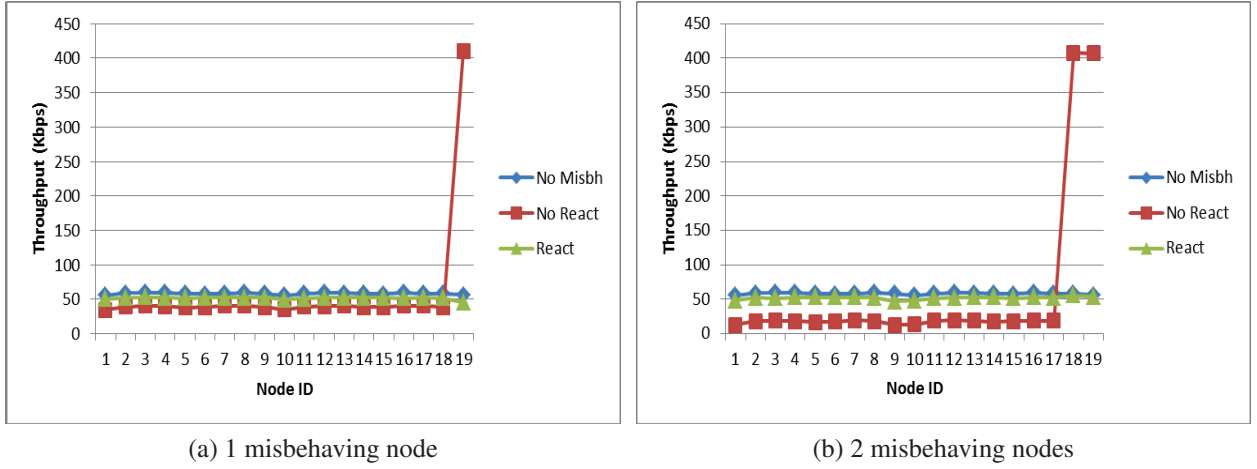 450
400
350
300
250
200
150
100
50
0
Throughput (Kbps)
1 2 3 4 5 6 7 8 9 10 11 12 13 14 15 16 17 18 19
Node ID
No Misbh
No React
React
(a) 1 misbehaving node
450
400
350
300
250
200
150
100
50
0
Throughput (Kbps)
1 2 3 4 5 6 7 8 9 10 11 12 13 14 15 16 17 18 19
Node ID
No Misbh
No React
React
(b) 2 misbehaving nodes